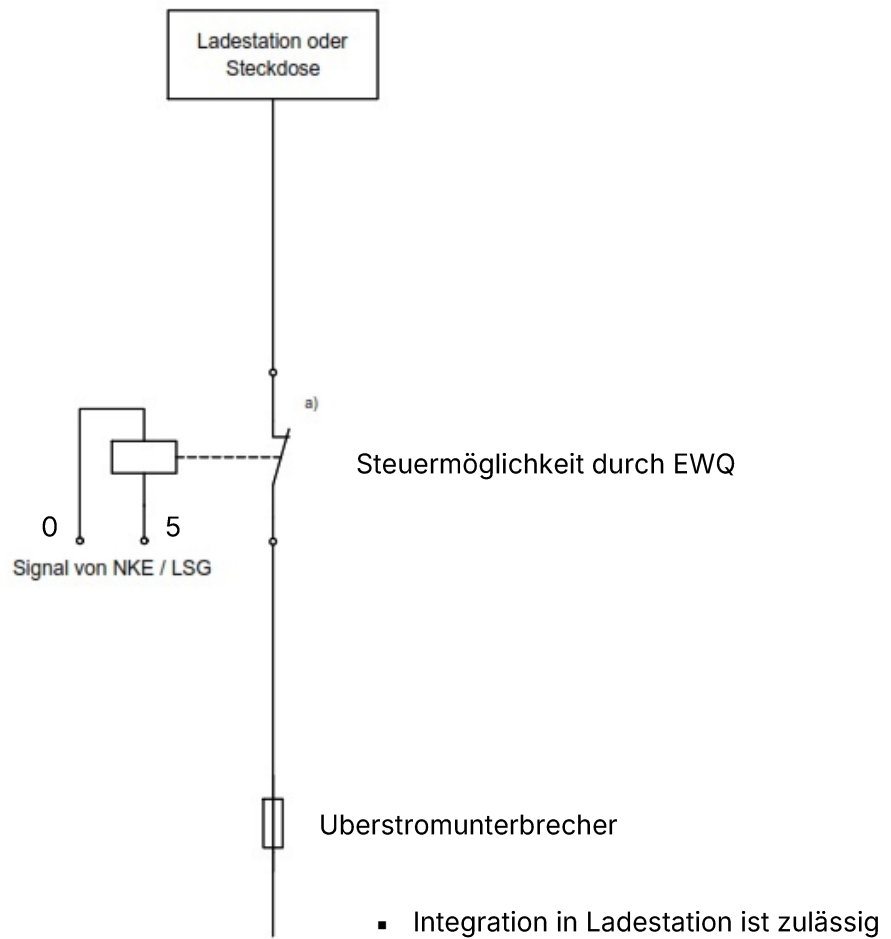 Ladestation oder
Steckdose
a)
Steuermöglichkeit durch EWQ
0 5
Signal von NKE / LSG
Uberstromunterbrecher
▪ Integration in Ladestation ist zulässig